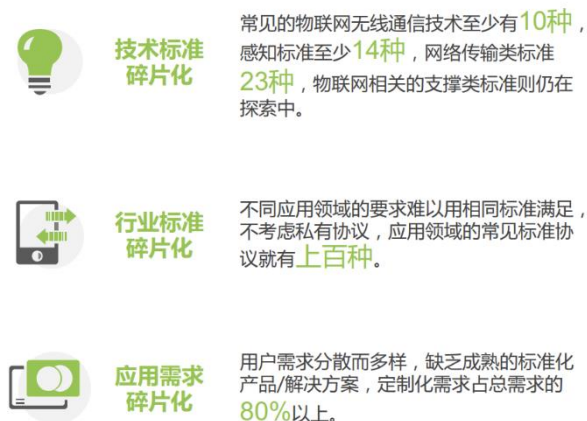 常见的物联网无线通信技术至少有10种，
技术标准
碎片化
感知标准至少14种，网络传输类标准
23种，物联网相关的支撑类标准则仍在
探索中。
行业标准
碎片化
不同应用领域的要求难以用相同标准满足，
不考虑私有协议，应用领域的常见标准协
议就有上百种。
应用需求
碎片化
用户需求分散而多样，缺乏成熟的标准化
产品/解决方案，定制化需求占总需求的
80%以上。